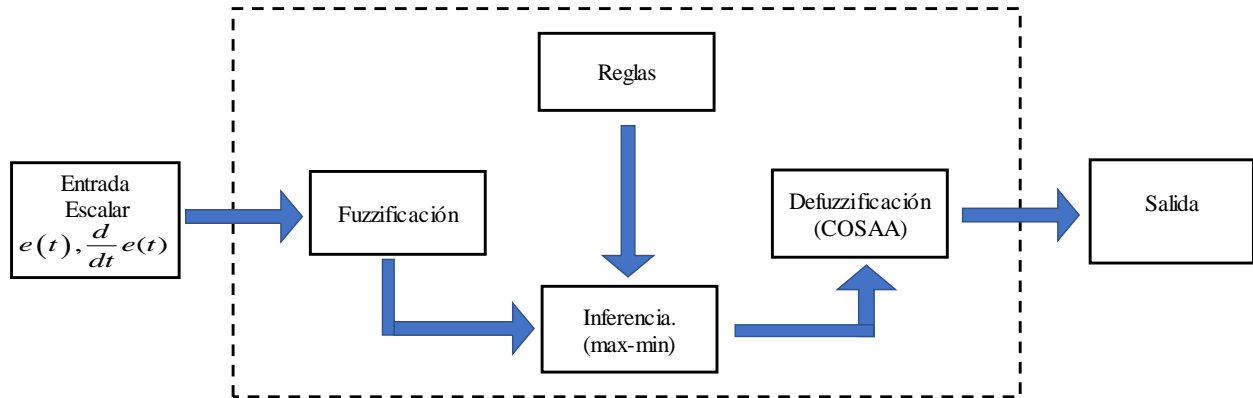 Entrada
Escalar
e(t), d/dt e(t)
Fuzzificación
Reglas
Inferencia.
(max-min)
Defuzzificación
(COSAA)
Salida